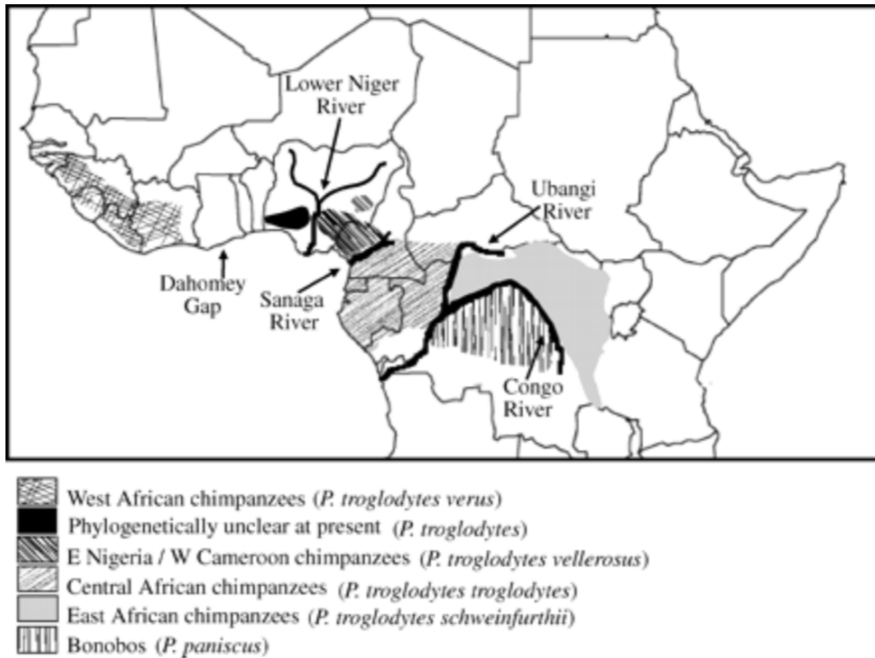 Lower Niger
River
Ubangi
River
Dahomey
Gap
Sanaga
River
Congo
River
West African chimpanzees (P. troglodytes verus)
Phylogenetically unclear at present (P. troglodytes)
E Nigeria / W Cameroon chimpanzees (P. troglodytes vellerosus)
Central African chimpanzees (P. troglodytes troglodytes)
East African chimpanzees (P. troglodytes schweinfurthii)
Bonobos (P. paniscus)